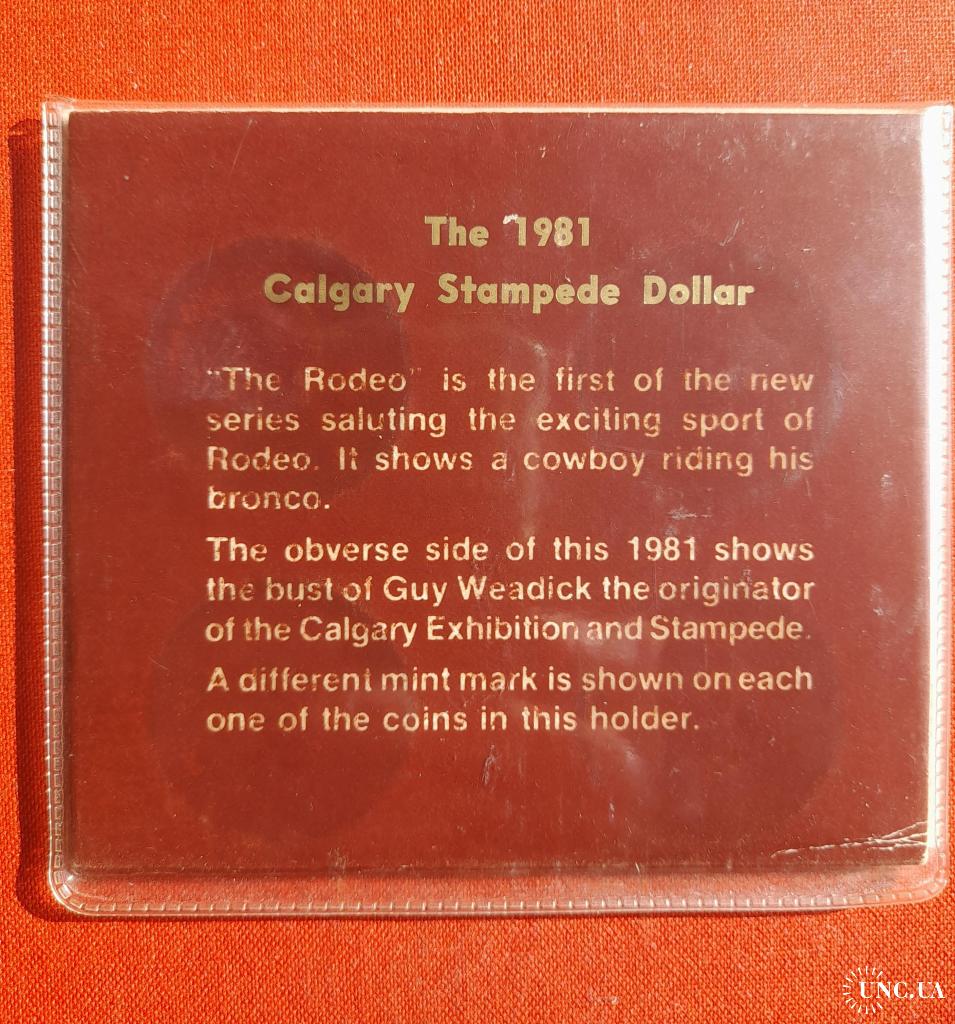 The 1981
Calgary Stampede Dollar
"The Rodeo" is the first of the new
series saluting the exciting sport of
Rodeo. It shows a cowboy riding his
bronco.
The obverse side of this 1981 shows
the bust of Guy Weadick the originator
of the Calgary Exhibition and Stampede.
A different mint mark is shown on each
one of the coins in this holder.
UNC.UA